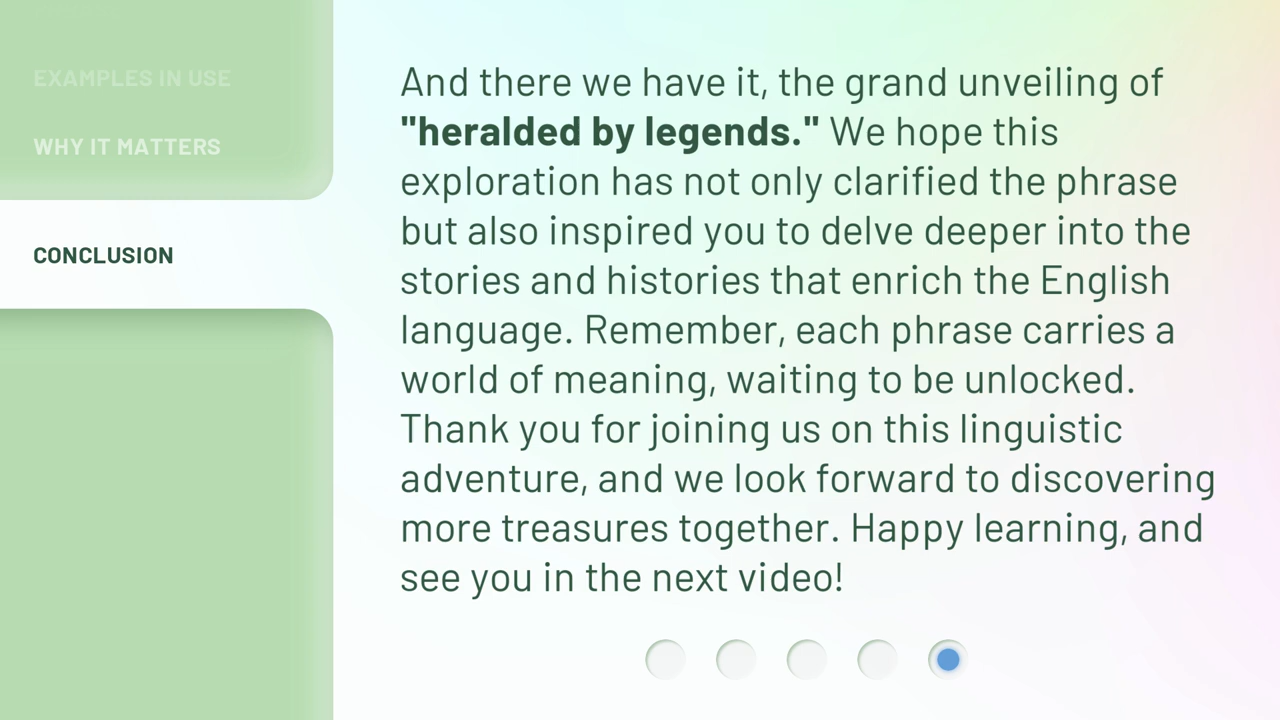 EXAMPLES IN USE
WHY IT MATTERS
CONCLUSION
And there we have it, the grand unveiling of
"heralded by legends." We hope this
exploration has not only clarified the phrase
but also inspired you to delve deeper into the
stories and histories that enrich the English
language. Remember, each phrase carries a
world of meaning, waiting to be unlocked.
Thank you for joining us on this linguistic
adventure, and we look forward to discovering
more treasures together. Happy learning, and
see you in the next video!